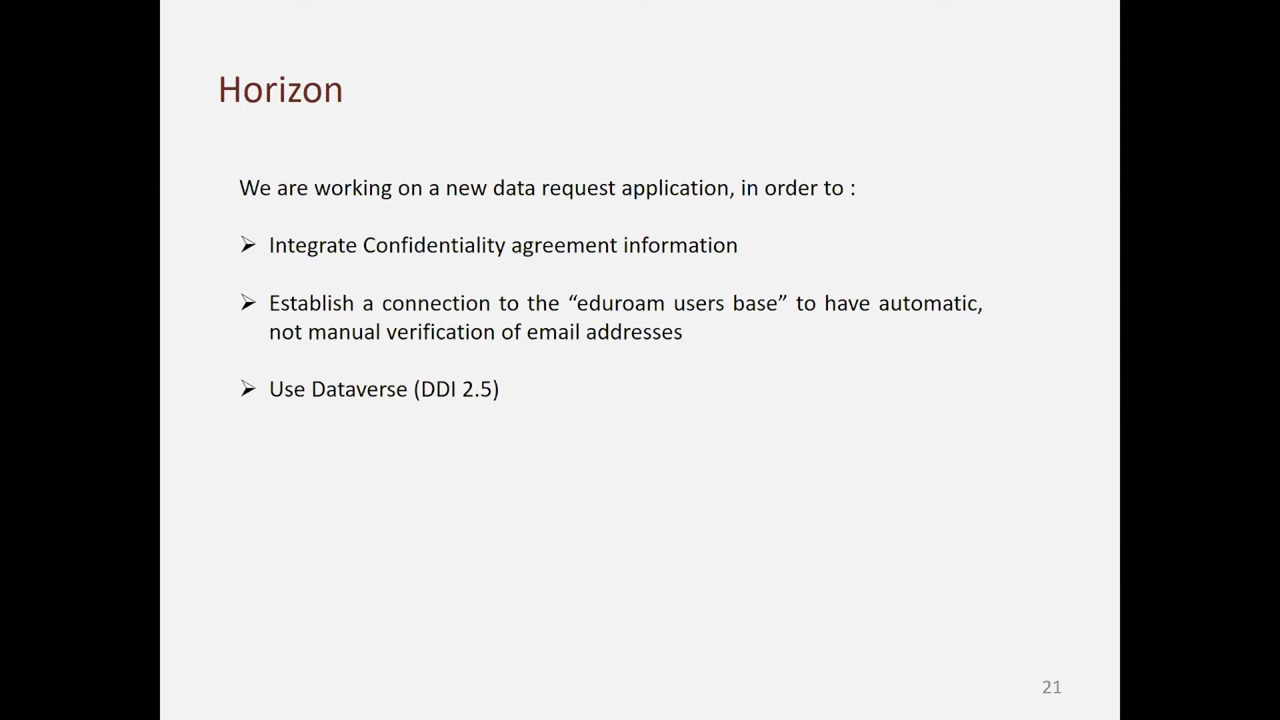 Horizon
We are working on a new data request application, in order to :
➢ Integrate Confidentiality agreement information
➢ Establish a connection to the “eduroam users base” to have automatic,
not manual verification of email addresses
➢ Use Dataverse (DDI 2.5)
21